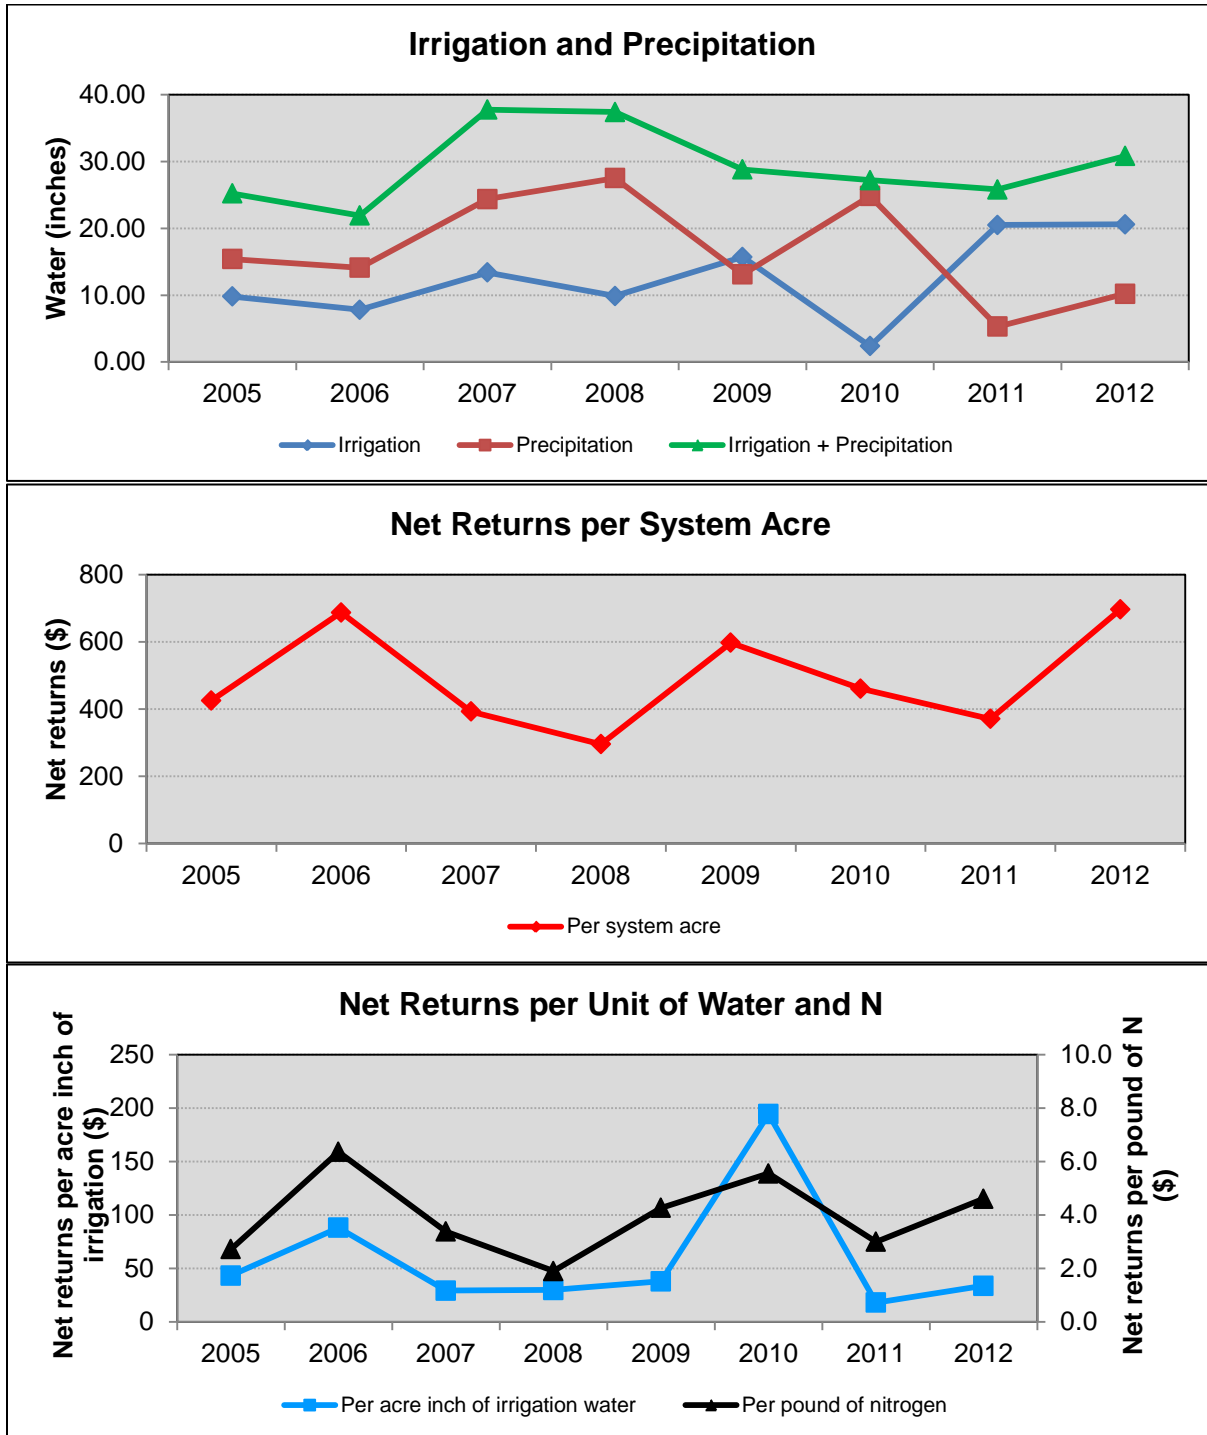 Irrigation and Precipitation
Water (inches)
40.00
30.00
20.00
10.00
0.00
2005 2006 2007 2008 2009 2010 2011 2012
Irrigation Precipitation Irrigation + Precipitation
Net Returns per System Acre
Net returns ($)
800
600
400
200
0
2005 2006 2007 2008 2009 2010 2011 2012
Per system acre
Net Returns per Unit of Water and N
Net returns per acre inch of
irrigation ($)
250
200
150
100
50
0
10.0
8.0
6.0
4.0
2.0
0.0
Net returns per pound of N
($)
2005 2006 2007 2008 2009 2010 2011 2012
Per acre inch of irrigation water Per pound of nitrogen